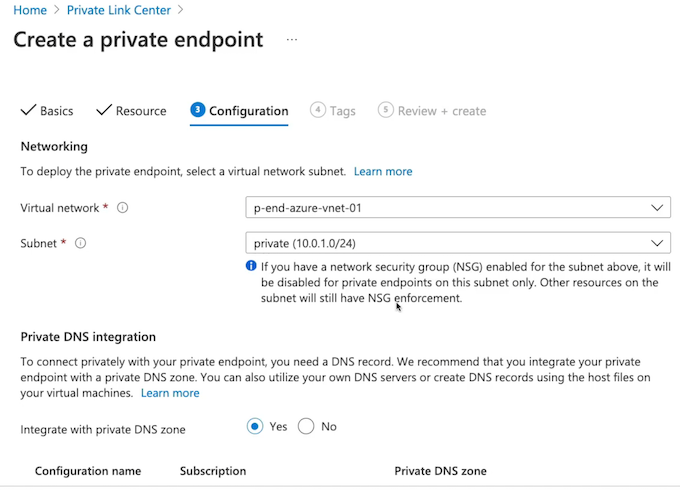 Home > Private Link Center >
Create a private endpoint ...
Basics Resource 3 Configuration 4 Tags 5 Review + create
Networking
To deploy the private endpoint, select a virtual network subnet. Learn more
Virtual network * p-end-azure-vnet-01
Subnet * private (10.0.1.0/24)
If you have a network security group (NSG) enabled for the subnet above, it will
be disabled for private endpoints on this subnet only. Other resources on the
subnet will still have NSG enforcement.
Private DNS integration
To connect privately with your private endpoint, you need a DNS record. We recommend that you integrate your private
endpoint with a private DNS zone. You can also utilize your own DNS servers or create DNS records using the host files on
your virtual machines. Learn more
Integrate with private DNS zone Yes No
Configuration name Subscription Private DNS zone